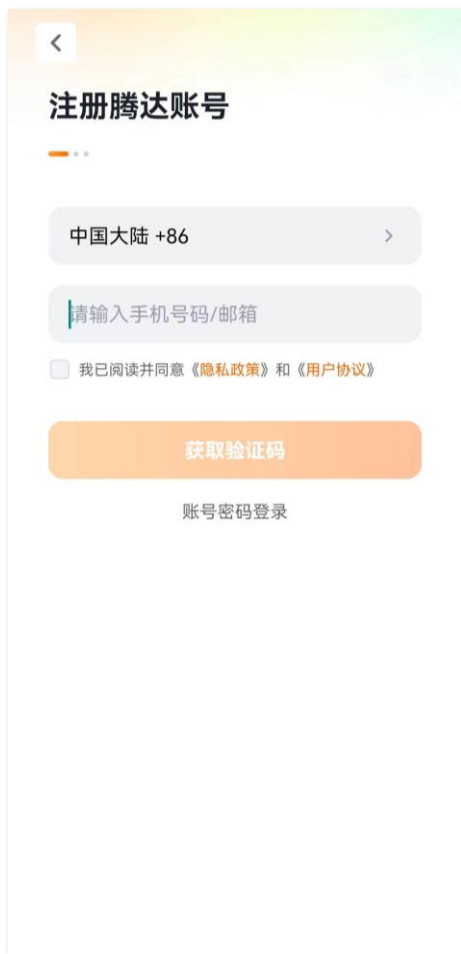 注册腾达账号
中国大陆 +86
请输入手机号码/邮箱
我已阅读并同意《隐私政策》和《用户协议》
获取验证码
账号密码登录